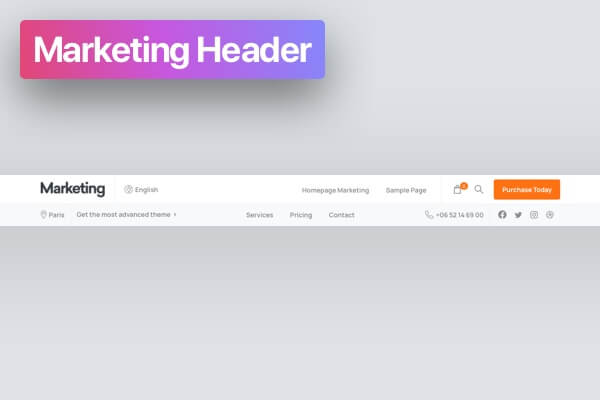 Marketing Header
Marketing English Homepage Marketing Sample Page Purchase Today
Paris Get the most advanced theme › Services Pricing Contact +06 52 14 69 00